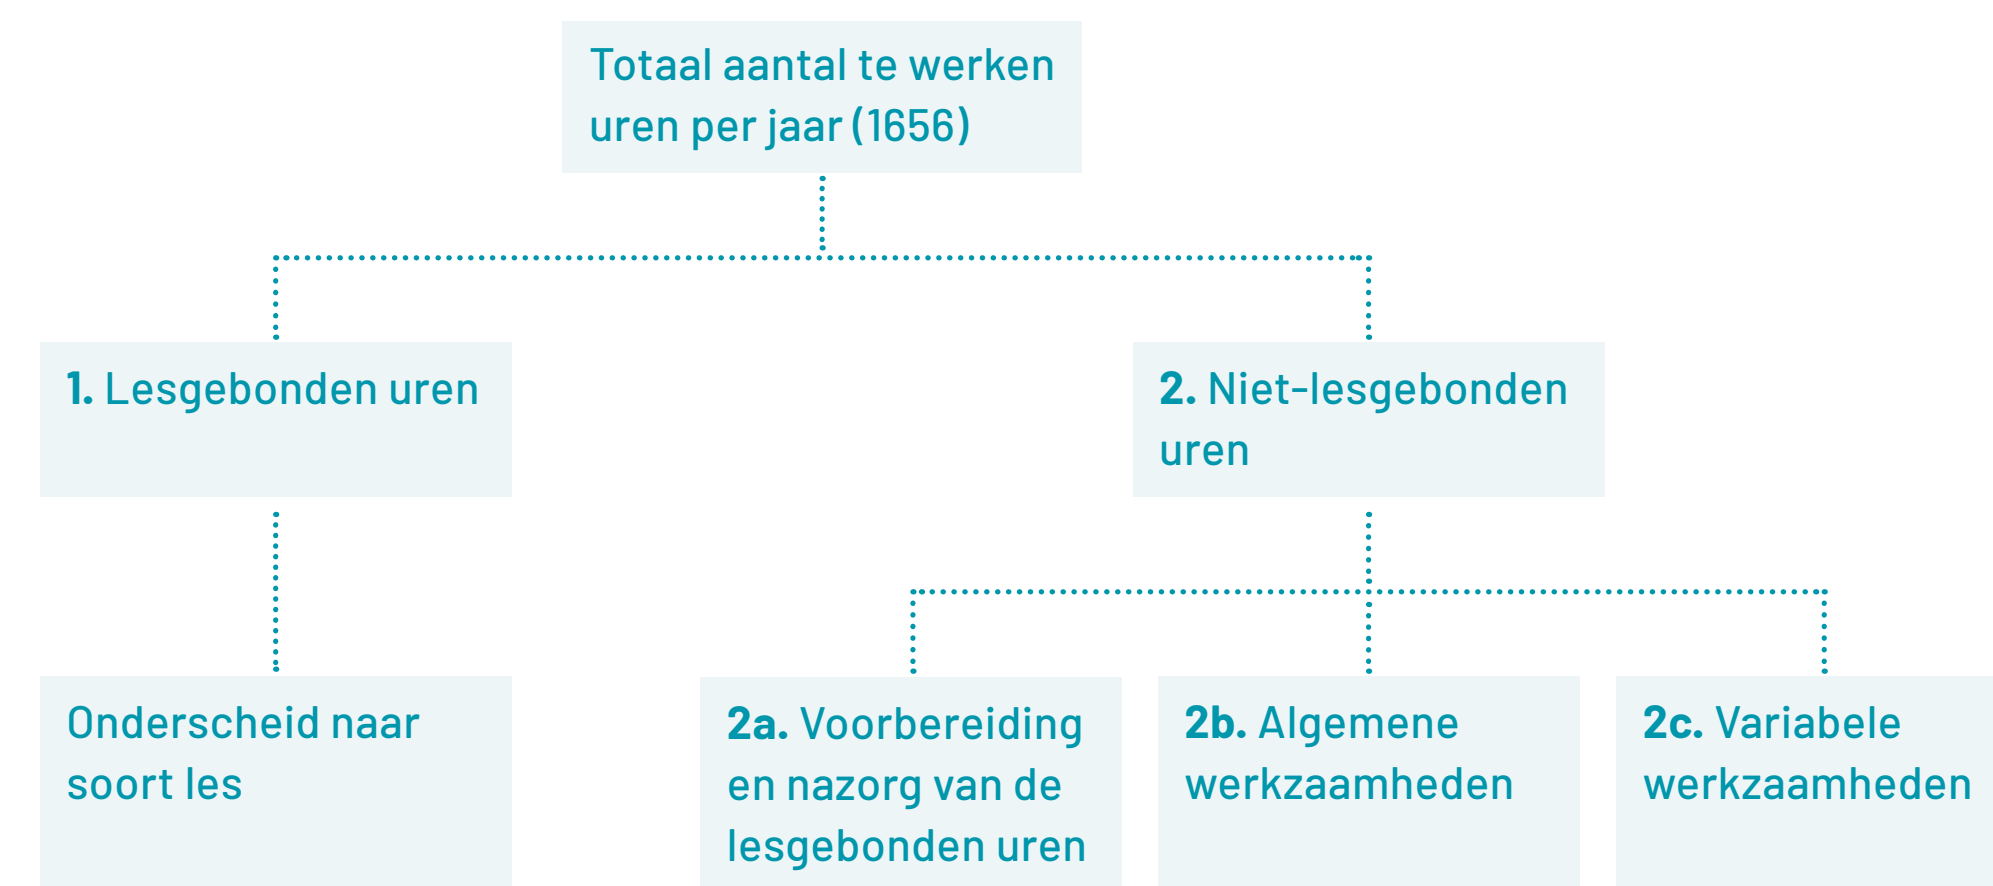 Totaal aantal te werken
uren per jaar (1656)
1. Lesgebonden uren
2. Niet-lesgebonden
uren
Onderscheid naar
soort les
2a. Voorbereiding
en nazorg van de
lesgebonden uren
2b. Algemene
werkzaamheden
2c. Variabele
werkzaamheden